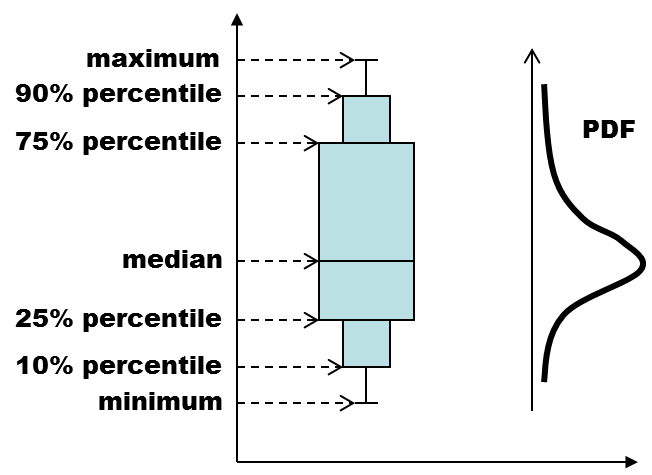 maximum
90% percentile
75% percentile
PDF
median
25% percentile
10% percentile
minimum